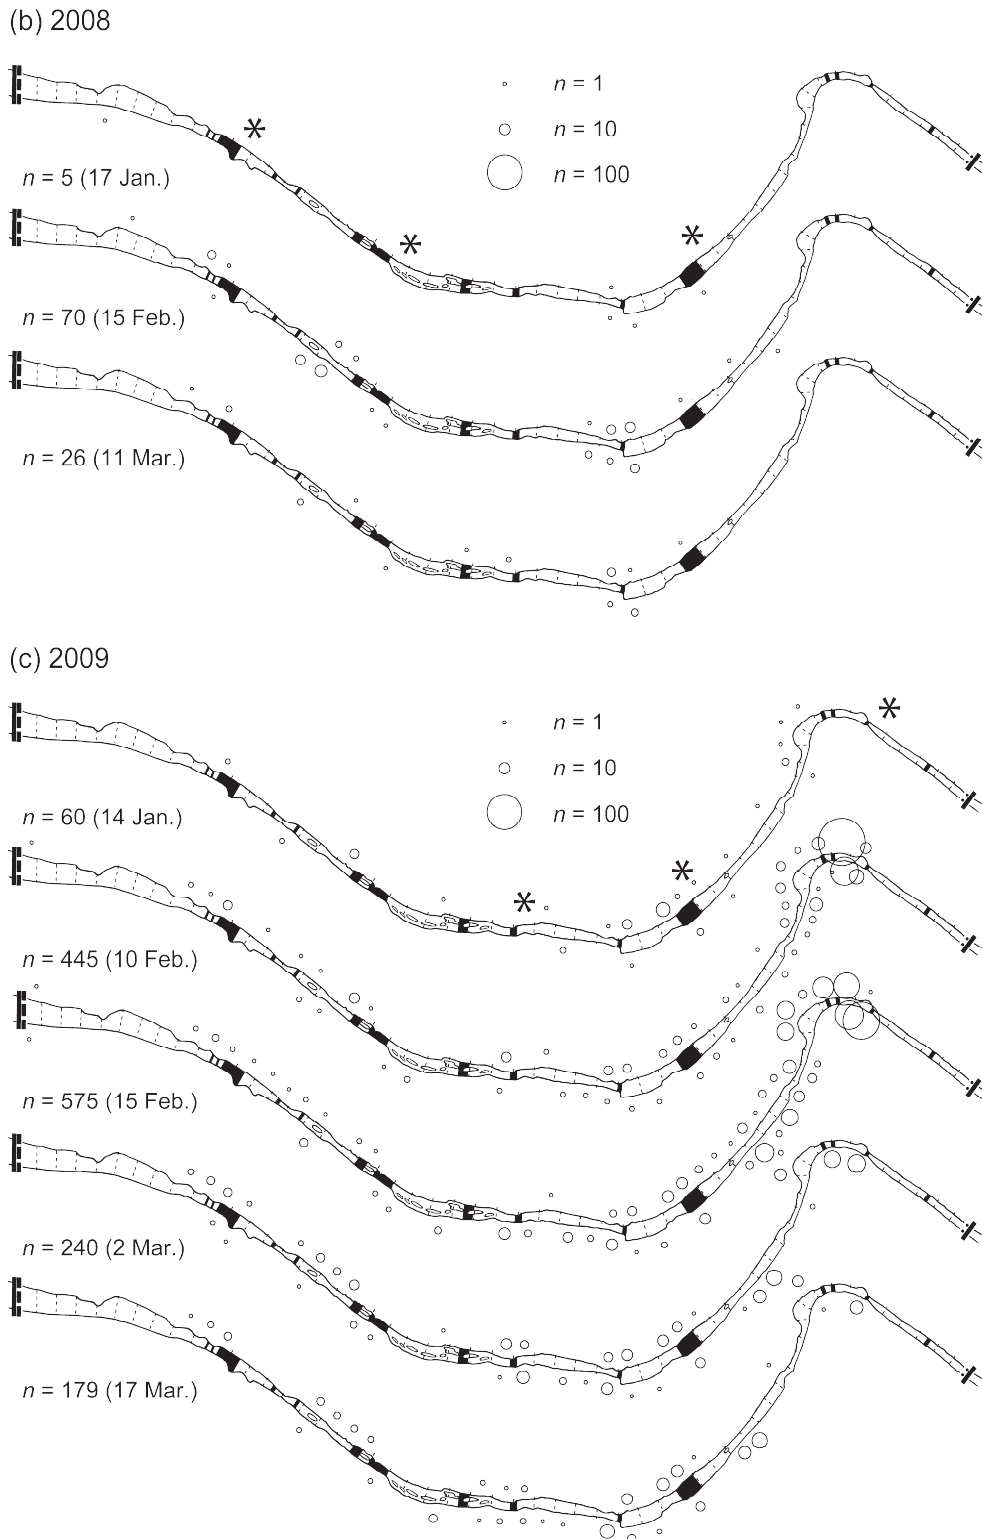 (b) 2008
n = 1
n = 10
n = 100
n = 5 (17 Jan.)
n = 70 (15 Feb.)
n = 26 (11 Mar.)
(c) 2009
n = 1
n = 10
n = 100
n = 60 (14 Jan.)
n = 445 (10 Feb.)
n = 575 (15 Feb.)
n = 240 (2 Mar.)
n = 179 (17 Mar.)